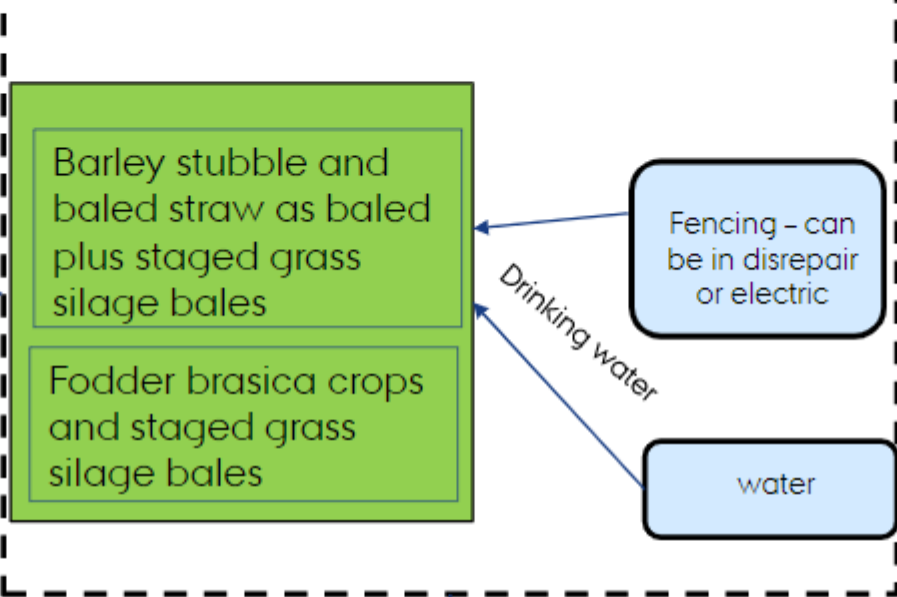 Barley stubble and
baled straw as baled
plus staged grass
silage bales
Fodder brasica crops
and staged grass
silage bales
Fencing – can
be in disrepair
or electric
Drinking water
water